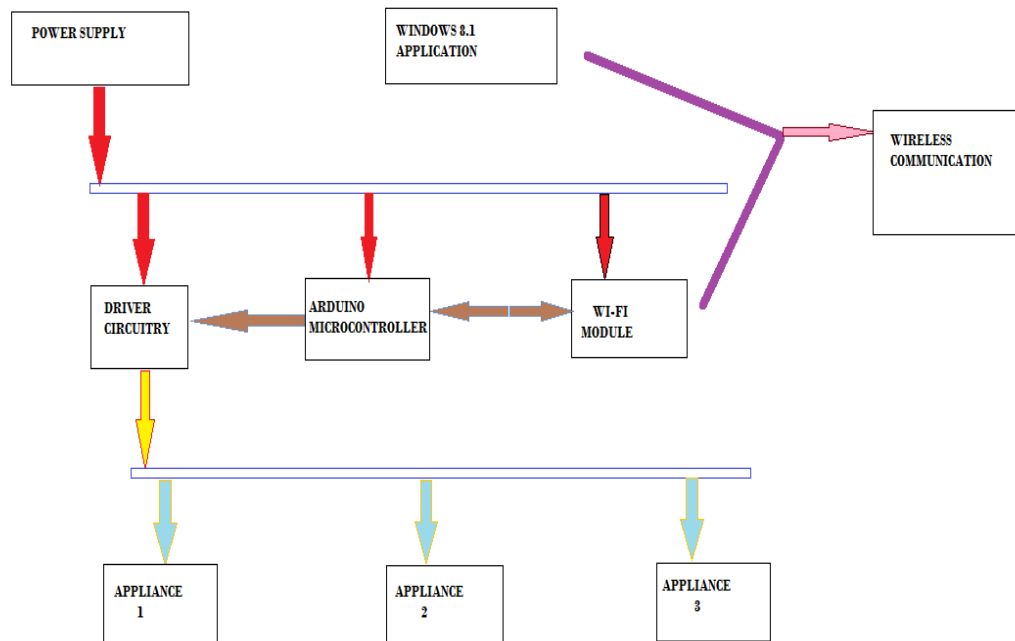 POWER SUPPLY
WINDOWS 8.1
APPLICATION
WIRELESS
COMMUNICATION
DRIVER
CIRCUITRY
ARDUINO
MICROCONTROLLER
WI-FI
MODULE
APPLIANCE
1
APPLIANCE
2
APPLIANCE
3